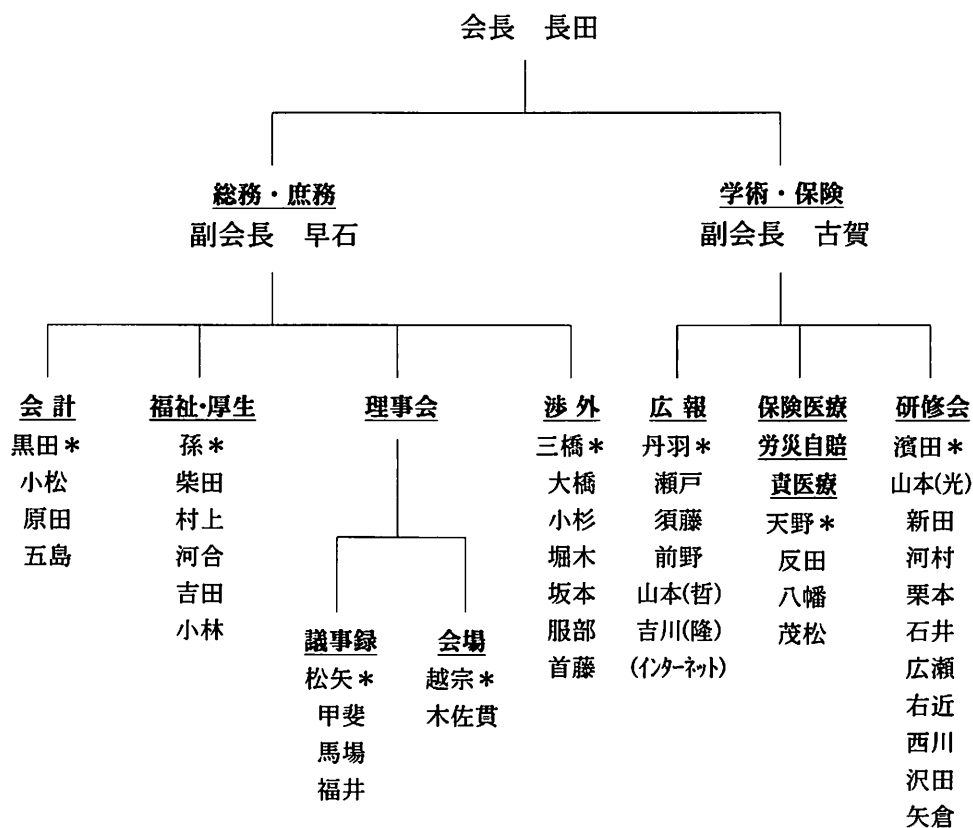 会長 長田
総務・庶務
副会長 早石
学術・保険
副会長 古賀
会計
黒田*
小松
原田
五島
福祉・厚生
孫*
柴田
村上
河合
吉田
小林
理事会
議事録
松矢*
甲斐
馬場
福井
会場
越宗*
木佐貫
渉外
三橋*
大橋
小杉
堀木
坂本
服部
首藤
広報
丹羽*
瀬戸
須藤
前野
山本(哲)
吉川(隆)
(インターネット)
保険医療
労災自賠
責医療
天野*
反田
八幡
茂松
研修会
濱田*
山本(光)
新田
河村
栗本
石井
広瀬
右近
西川
沢田
矢倉